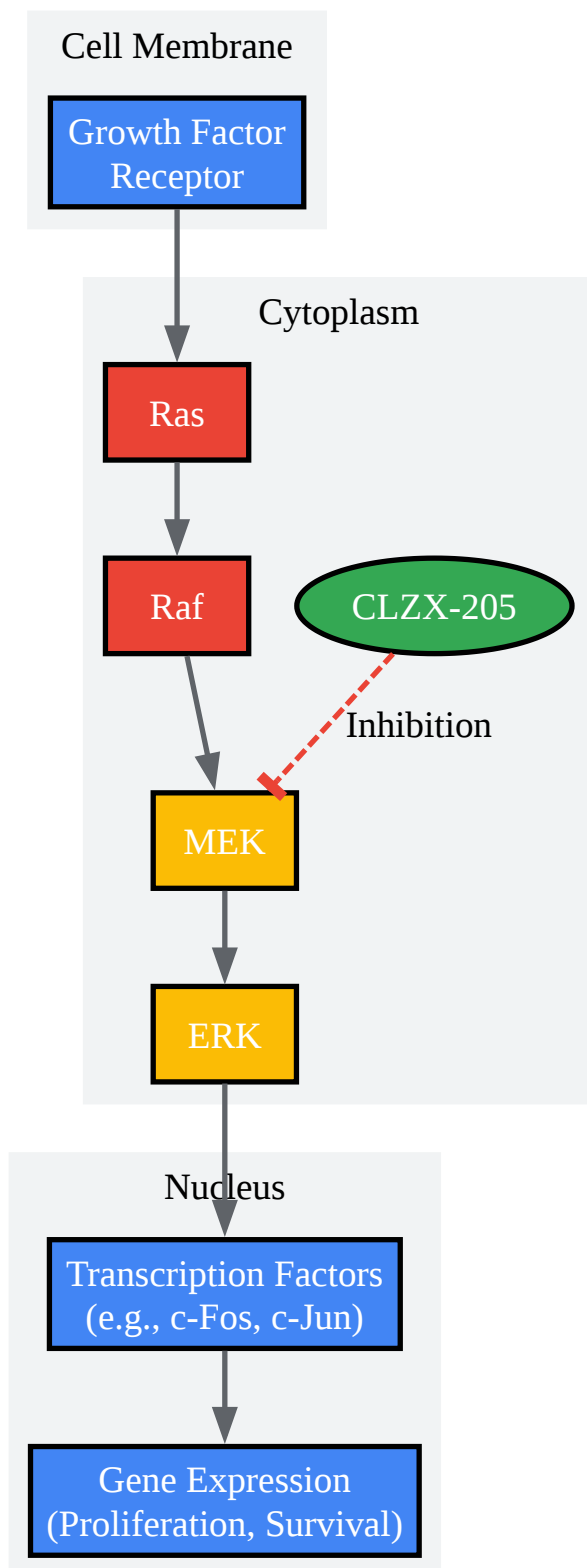 Cell Membrane
Growth Factor
Receptor
Cytoplasm
Ras
Raf
CLZX-205
Inhibition
MEK
ERK
Nucleus
Transcription Factors
(e.g., c-Fos, c-Jun)
Gene Expression
(Proliferation, Survival)